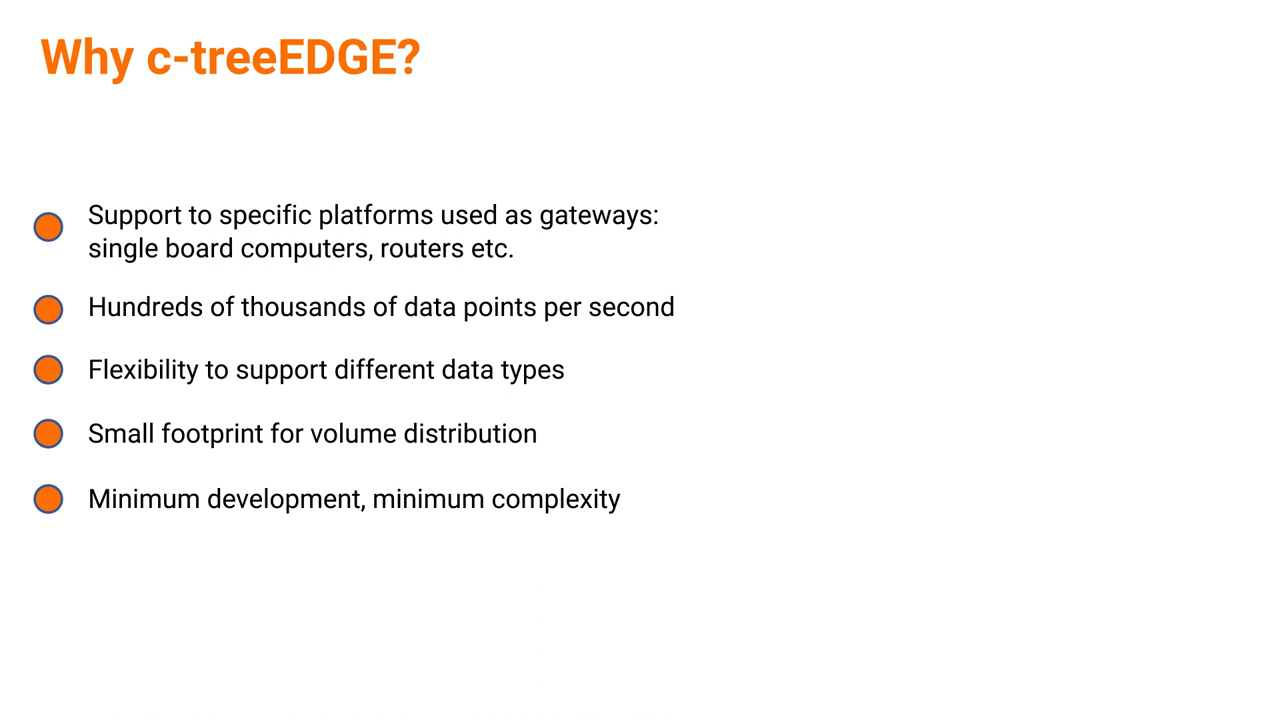 Why c-treeEDGE?
Support to specific platforms used as gateways:
single board computers, routers etc.
Hundreds of thousands of data points per second
Flexibility to support different data types
Small footprint for volume distribution
Minimum development, minimum complexity